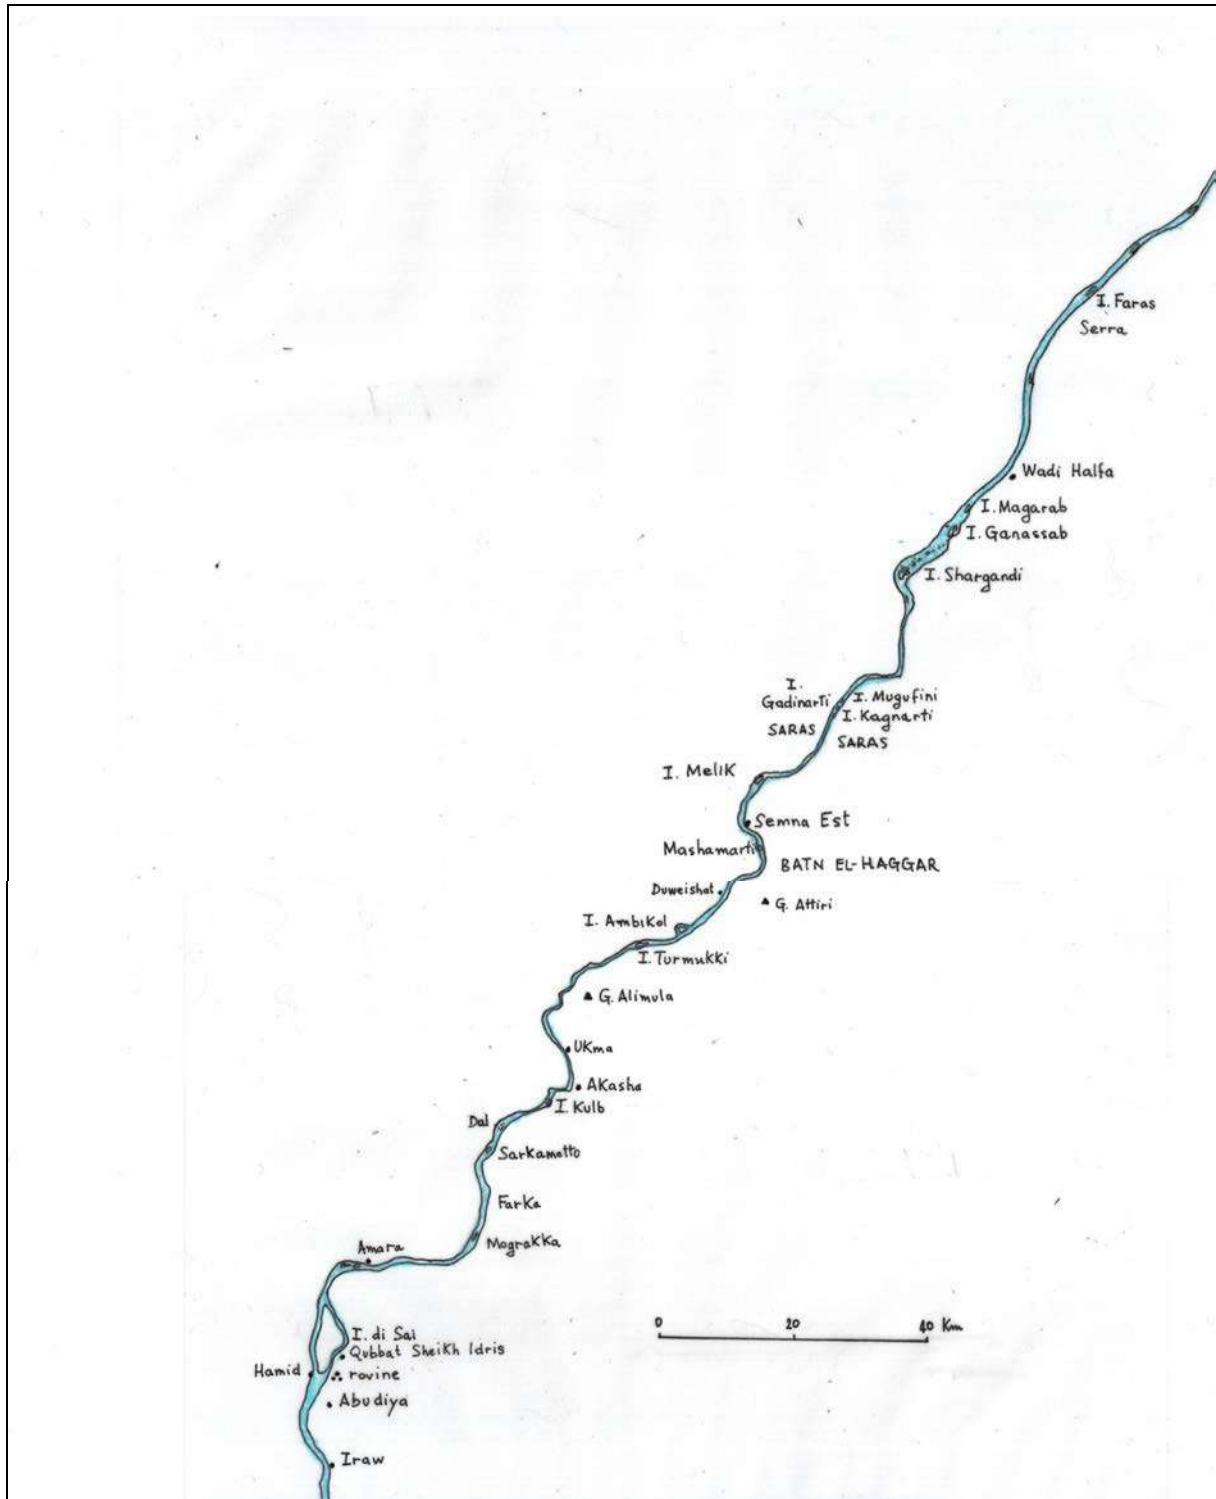 I. Faras
Serra
Wadi Halfa
I. Magarab
I. Ganassab
I. Shargandi
I.
Gadinarti
I. Mugufini
I. Kagnarti
SARAS
SARAS
I. Melik
Semna Est
Mashamarti
BATN EL-HAGGAR
Duweishat
G. Attiri
I. Ambikol
I. Turmukki
G. Alimula
Ukma
Akasha
I. Kulb
Dal
Sarkamotto
Farka
Mograkka
Amara
0 20 40 Km
I. di Sai
Qubbat Sheikh Idris
Hamid
rovine
Abudiya
Iraw